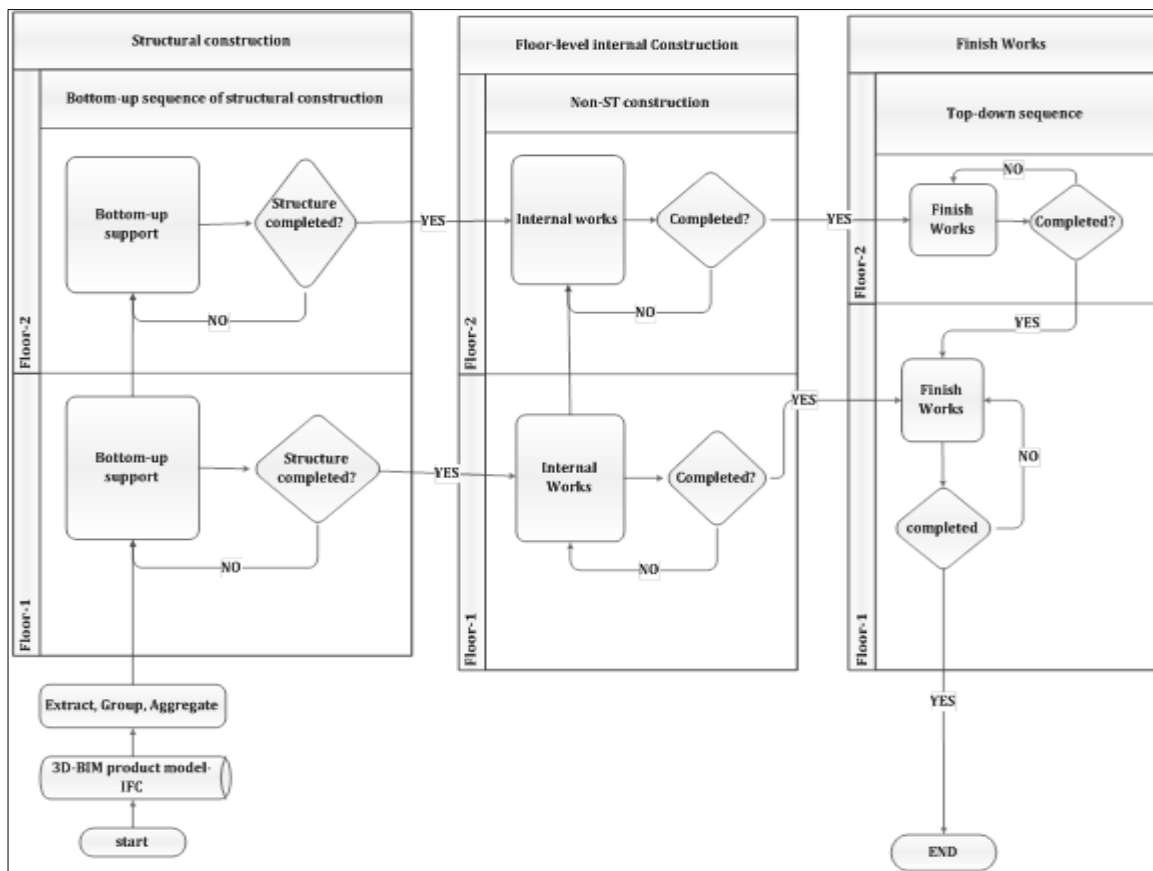 Structural construction
Bottom-up sequence of structural construction
Floor-2
Bottom-up
support
Structure
completed?
NO
YES
Floor-1
Bottom-up
support
Structure
completed?
NO
YES
Extract, Group, Aggregate
3D-BIM product model-
IFC
start
Floor-level internal Construction
Non-ST construction
Floor-2
Internal works
Completed?
NO
YES
Floor-1
Internal
Works
Completed?
NO
YES
Finish Works
Top-down sequence
Floor-2
NO
Finish
Works
Completed?
YES
Floor-1
Finish
Works
NO
completed
YES
END